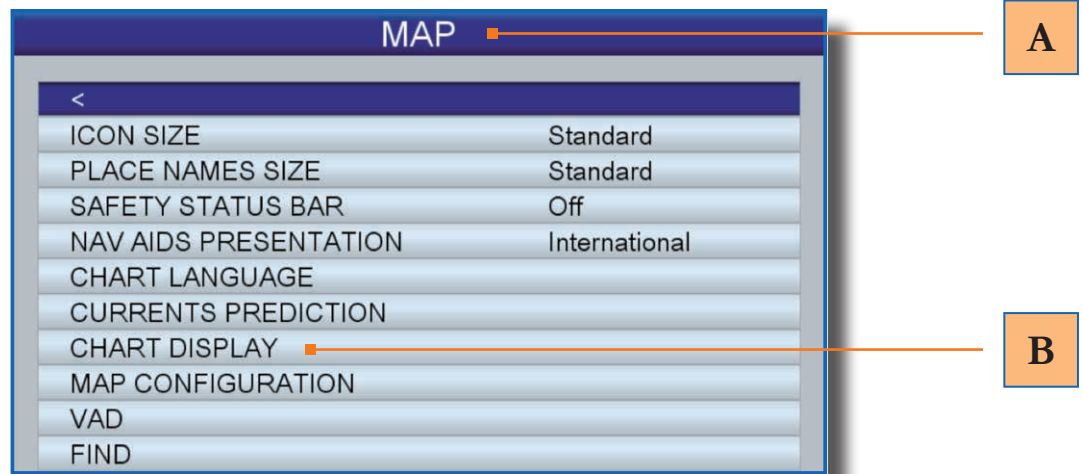 MAP
A
<
ICON SIZE Standard
PLACE NAMES SIZE Standard
SAFETY STATUS BAR Off
NAV AIDS PRESENTATION International
CHART LANGUAGE
CURRENTS PREDICTION
CHART DISPLAY
B
MAP CONFIGURATION
VAD
FIND